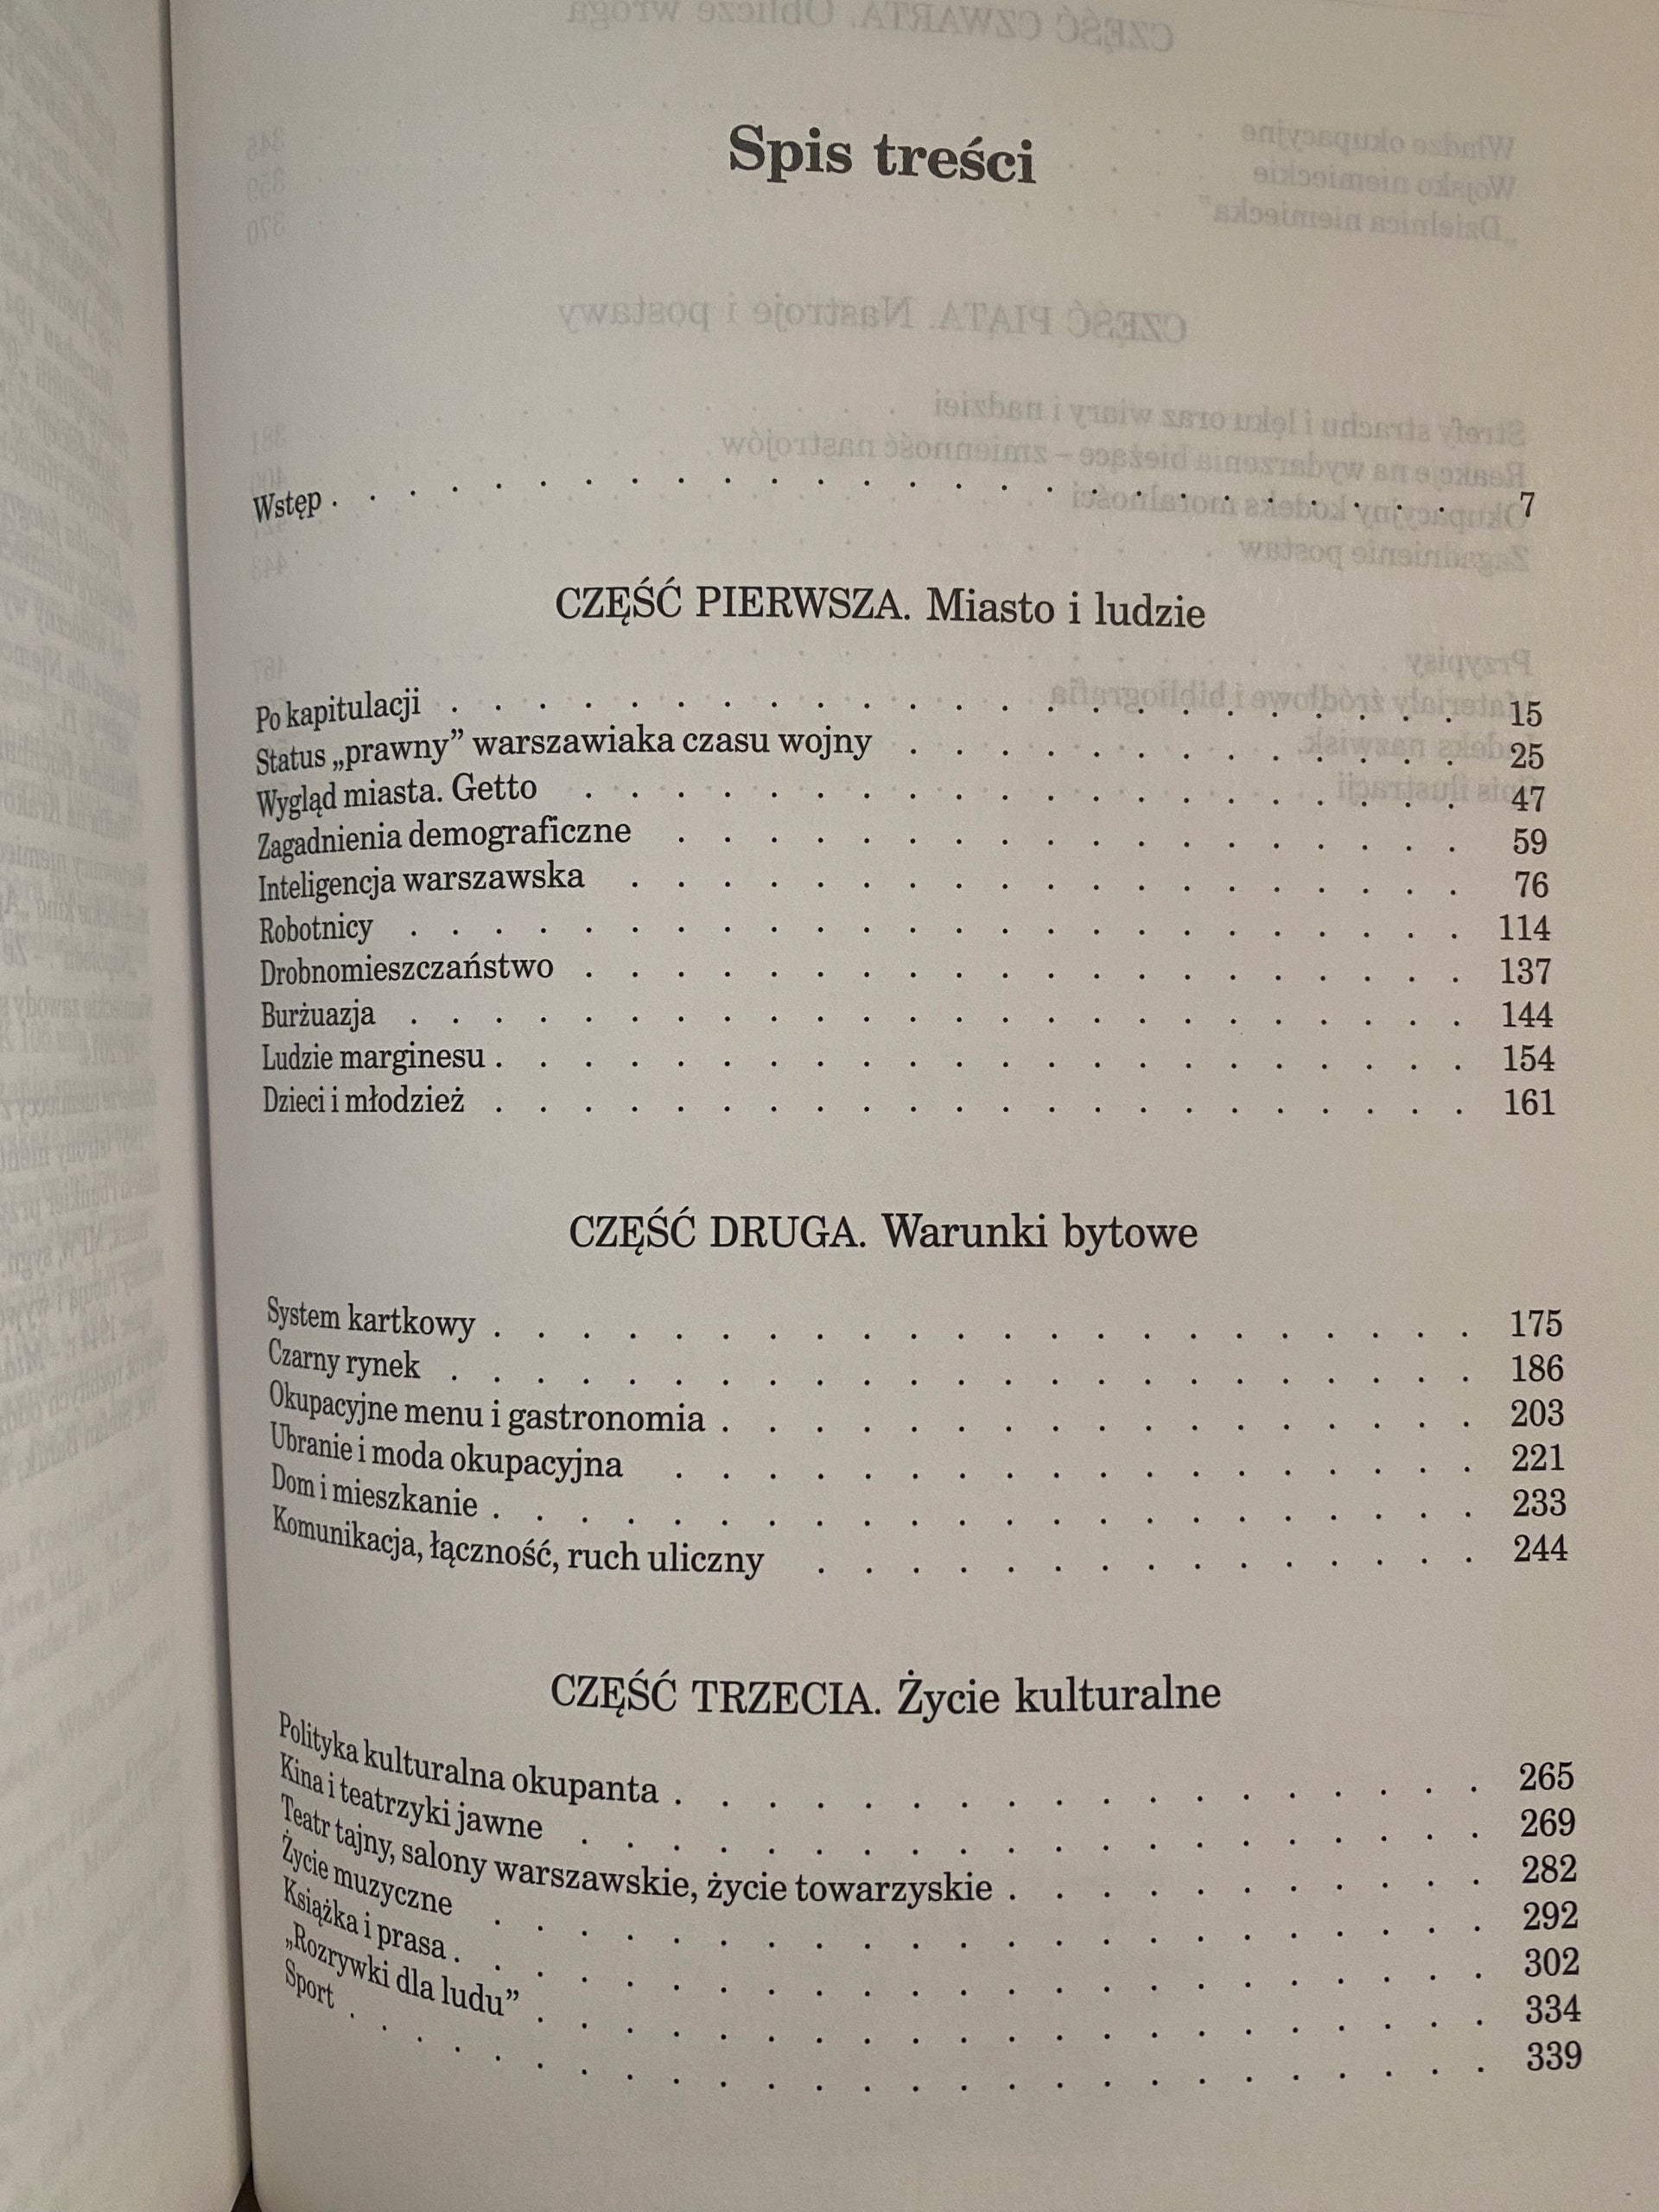 Spis treści
Wstęp . . . . . . . . . . . . . . . . . . . . . . . . . . . 7
CZĘŚĆ PIERWSZA. Miasto i ludzie
Po kapitulacji . . . . . . . . . . . . . . . . . . . . . . . 15
Status „prawny” warszawiaka czasu wojny . . . . . . . . . . . . . 25
Wygląd miasta. Getto . . . . . . . . . . . . . . . . . . . . 47
Zagadnienia demograficzne . . . . . . . . . . . . . . . . . . 59
Inteligencja warszawska . . . . . . . . . . . . . . . . . . . 76
Robotnicy . . . . . . . . . . . . . . . . . . . . . . . . 114
Drobnomieszczaństwo . . . . . . . . . . . . . . . . . . . . 137
Burżuazja . . . . . . . . . . . . . . . . . . . . . . . . 144
Ludzie marginesu . . . . . . . . . . . . . . . . . . . . . . 154
Dzieci i młodzież . . . . . . . . . . . . . . . . . . . . . . 161
CZĘŚĆ DRUGA. Warunki bytowe
System kartkowy . . . . . . . . . . . . . . . . . . . . . . 175
Czarny rynek . . . . . . . . . . . . . . . . . . . . . . . 186
Okupacyjne menu i gastronomia . . . . . . . . . . . . . . . . . 203
Ubranie i moda okupacyjna . . . . . . . . . . . . . . . . . . 221
Dom i mieszkanie . . . . . . . . . . . . . . . . . . . . . . 233
Komunikacja, łączność, ruch uliczny . . . . . . . . . . . . . . . 244
CZĘŚĆ TRZECIA. Życie kulturalne
Polityka kulturalna okupanta . . . . . . . . . . . . . . . . . . 265
Kina i teatrzyki jawne . . . . . . . . . . . . . . . . . . . . 269
Teatr tajny, salony warszawskie, życie towarzyskie . . . . . . . . . . . 282
Życie muzyczne . . . . . . . . . . . . . . . . . . . . . . 292
Książka i prasa . . . . . . . . . . . . . . . . . . . . . . . 302
„Rozrywki dla ludu” . . . . . . . . . . . . . . . . . . . . . 334
Sport . . . . . . . . . . . . . . . . . . . . . . . . . . 339